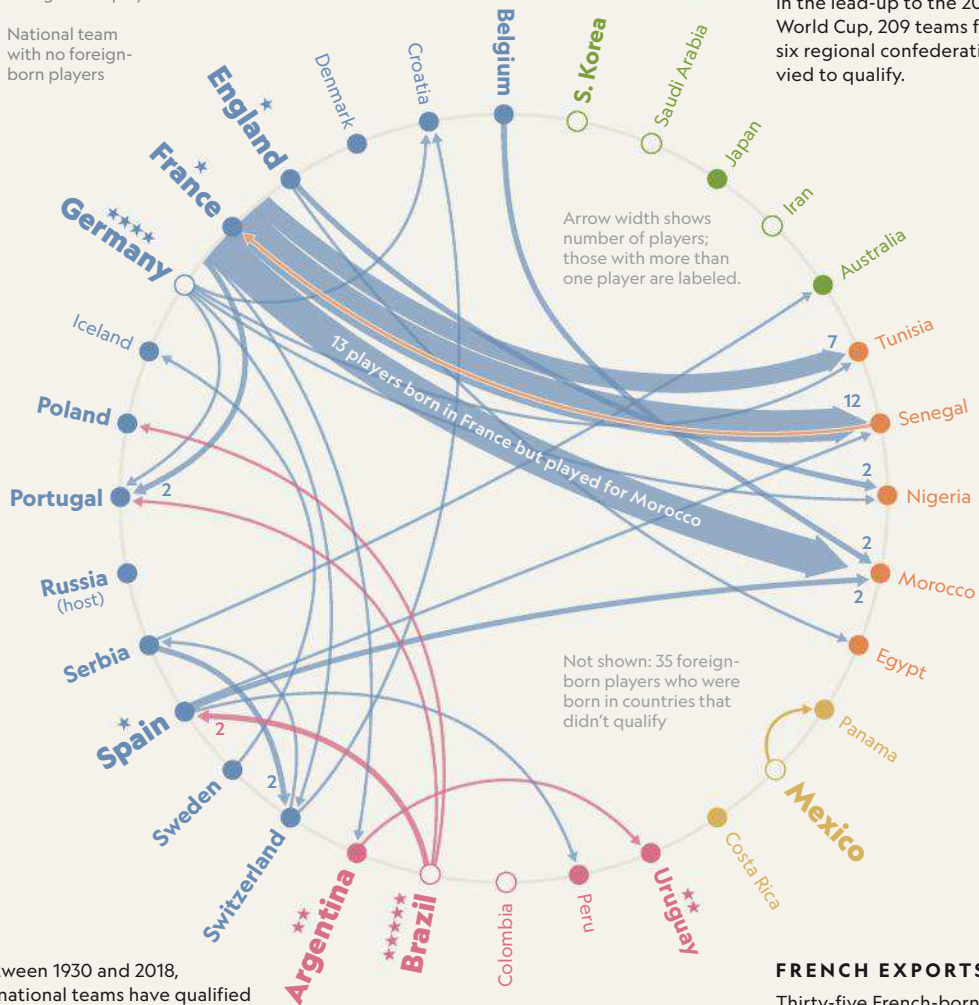 National team
with no foreign-
born players
In the lead-up to the
World Cup, 209 teams
six regional
vied to qualify.
Belgium
S. Korea
Saudi Arabia
Japan
Iran
Australia
Tunisia
Senegal
Nigeria
Morocco
Egypt
Panama
Mexico
Costa Rica
Uruguay
Peru
Colombia
Brazil
Argentina
Switzerland
Sweden
Spain
Serbia
Russia
(host)
Portugal
Poland
Iceland
Germany
France
England
Denmark
Croatia
Arrow width shows
number of players;
those with more than
one player are labeled.
7
12
2
2
2
2
2
2
13 players born in France but played for Morocco
Not shown: 35 foreign-
born players who were
born in countries that
didn’t qualify
1930 and 2018,
national teams have qualified
FRENCH EXPORTS
Thirty-five French-born